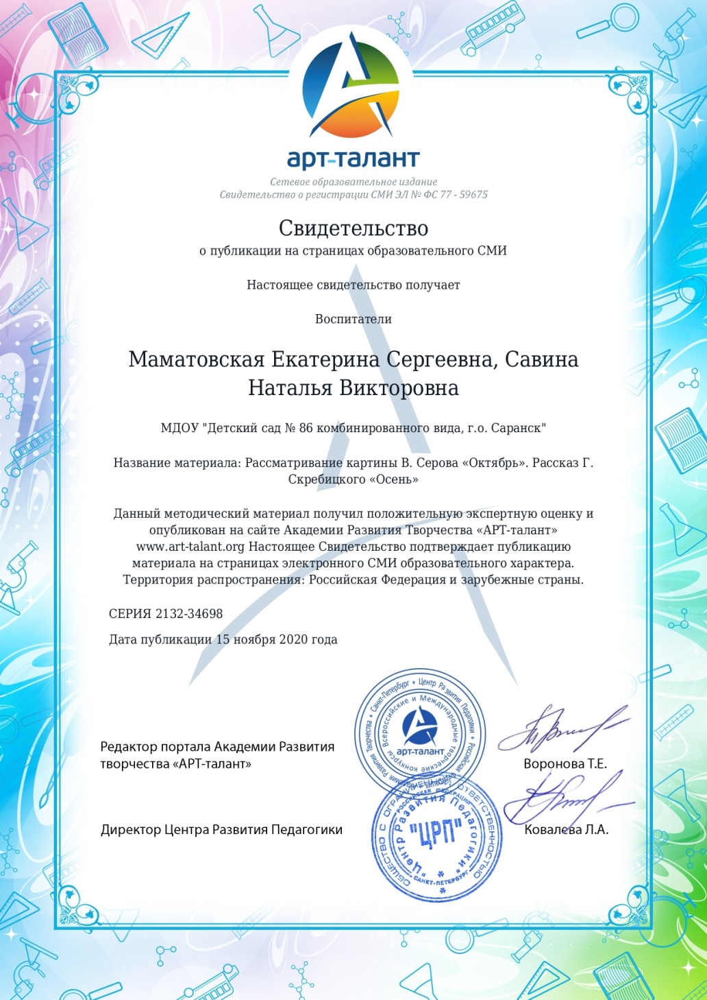 арт-талант
Сетевое образовательное издание
Свидетельство о регистрации СМИ ЭЛ № ФС 77 - 59675
Свидетельство
о публикации на страницах образовательного СМИ
Настоящее свидетельство получает
Воспитатели
Маматовская Екатерина Сергеевна, Савина
Наталья Викторовна
МДОУ "Детский сад № 86 комбинированного вида, г.о. Саранск"
Название материала: Рассматривание картины В. Серова «Октябрь». Рассказ Г.
Скребицкого «Осень»
Данный методический материал получил положительную экспертную оценку и
опубликован на сайте Академии Развития Творчества «АРТ-талант»
www.art-talant.org Настоящее Свидетельство подтверждает публикацию
материала на страницах электронного СМИ образовательного характера.
Территория распространения: Российская Федерация и зарубежные страны.
СЕРИЯ 2132-34698
Дата публикации 15 ноября 2020 года
Редактор портала Академии Развития
творчества «АРТ-талант»
Воронова Т.Е.
Санкт-Петербург * Центр Развития Педагогики * Российская
Развития Творчества
Всероссийские и Международные творческие конкурсы
арт-талант
Директор Центра Развития Педагогики
Ковалева Л.А.
ОБЩЕСТВО С ОГРАНИЧЕННОЙ ОТВЕТСТВЕННОСТЬЮ
РОССИЙСКАЯ ФЕДЕРАЦИЯ
"Центр Развития Педагогики"
"ЦРП"
САНКТ-ПЕТЕРБУРГ